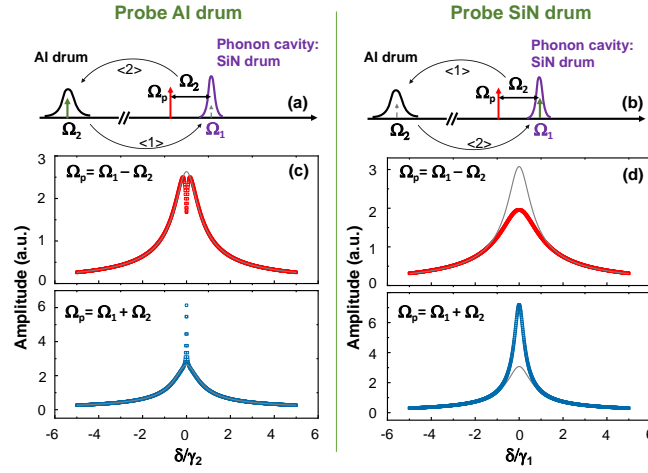 Probe Al drum
Probe SiN drum
Al drum
<2>
Phonon cavity:
SiN drum
Ωp
Ω2
(a)
Ω2
<1>
Ω1
Al drum
<1>
Phonon cavity:
SiN drum
Ωp
Ω2
(b)
Ω2
<2>
Ω1
Amplitude (a.u.)
3
2
1
0
Ωp= Ω1 − Ω2
(c)
6
4
2
0
Ωp= Ω1 + Ω2
-6 -4 -2 0 2 4 6
δ/γ2
Amplitude (a.u.)
3
2
1
0
Ωp= Ω1 − Ω2
(d)
6
4
2
0
Ωp= Ω1 + Ω2
-6 -4 -2 0 2 4 6
δ/γ1